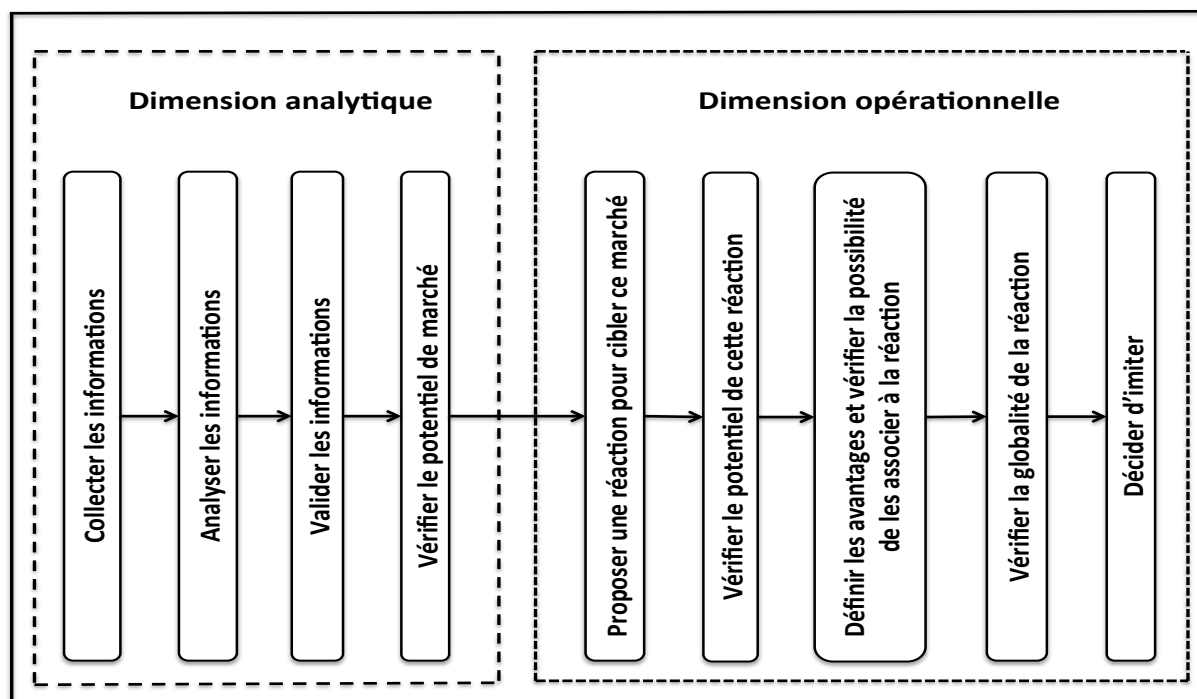 Dimension analytique
Collecter les informations
Analyser les informations
Valider les informations
Vérifier le potentiel de marché
Dimension opérationnelle
Proposer une réaction pour cibler ce marché
Vérifier le potentiel de cette réaction
Définir les avantages et vérifier la possibilité
de les associer à la réaction
Vérifier la globalité de la réaction
Décider d'imiter